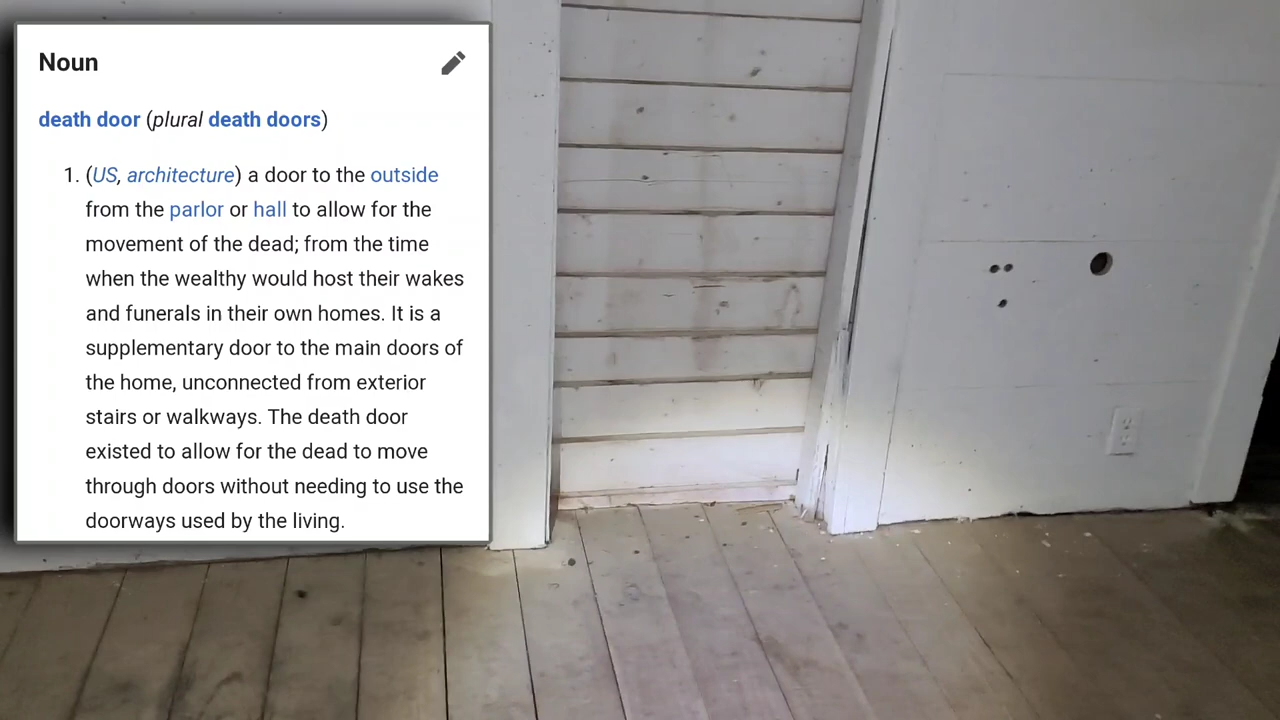 Noun
death door (plural death doors)
1. (US, architecture) a door to the outside
from the parlor or hall to allow for the
movement of the dead; from the time
when the wealthy would host their wakes
and funerals in their own homes. It is a
supplementary door to the main doors of
the home, unconnected from exterior
stairs or walkways. The death door
existed to allow for the dead to move
through doors without needing to use the
doorways used by the living.